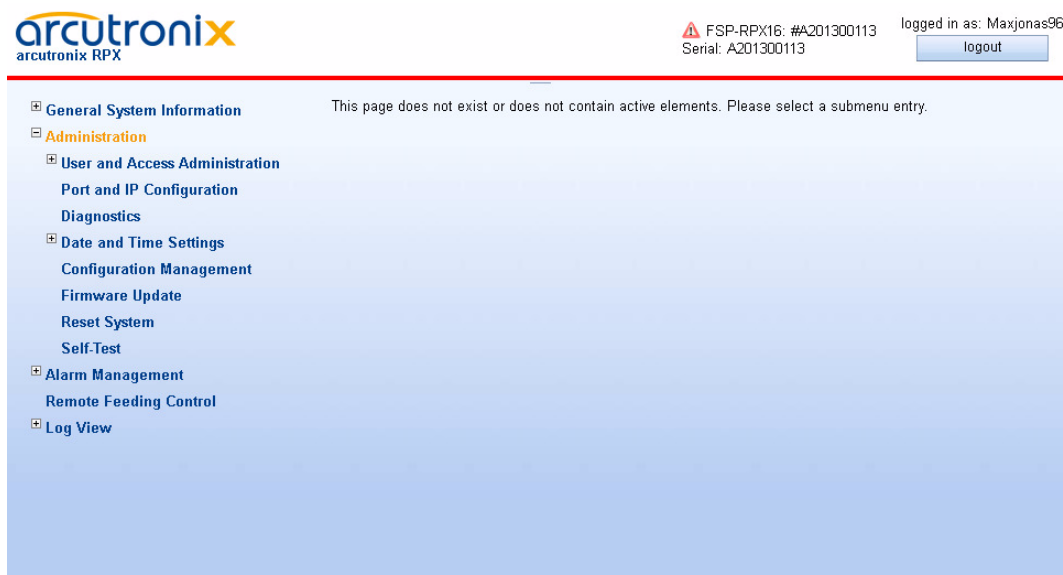 arcutronix
arcutronix RPX
FSP-RPX16: #A201300113
Serial: A201300113
logged in as: Maxjonas96
logout
General System Information
Administration
User and Access Administration
Port and IP Configuration
Diagnostics
Date and Time Settings
Configuration Management
Firmware Update
Reset System
Self-Test
Alarm Management
Remote Feeding Control
Log View
This page does not exist or does not contain active elements. Please select a submenu entry.